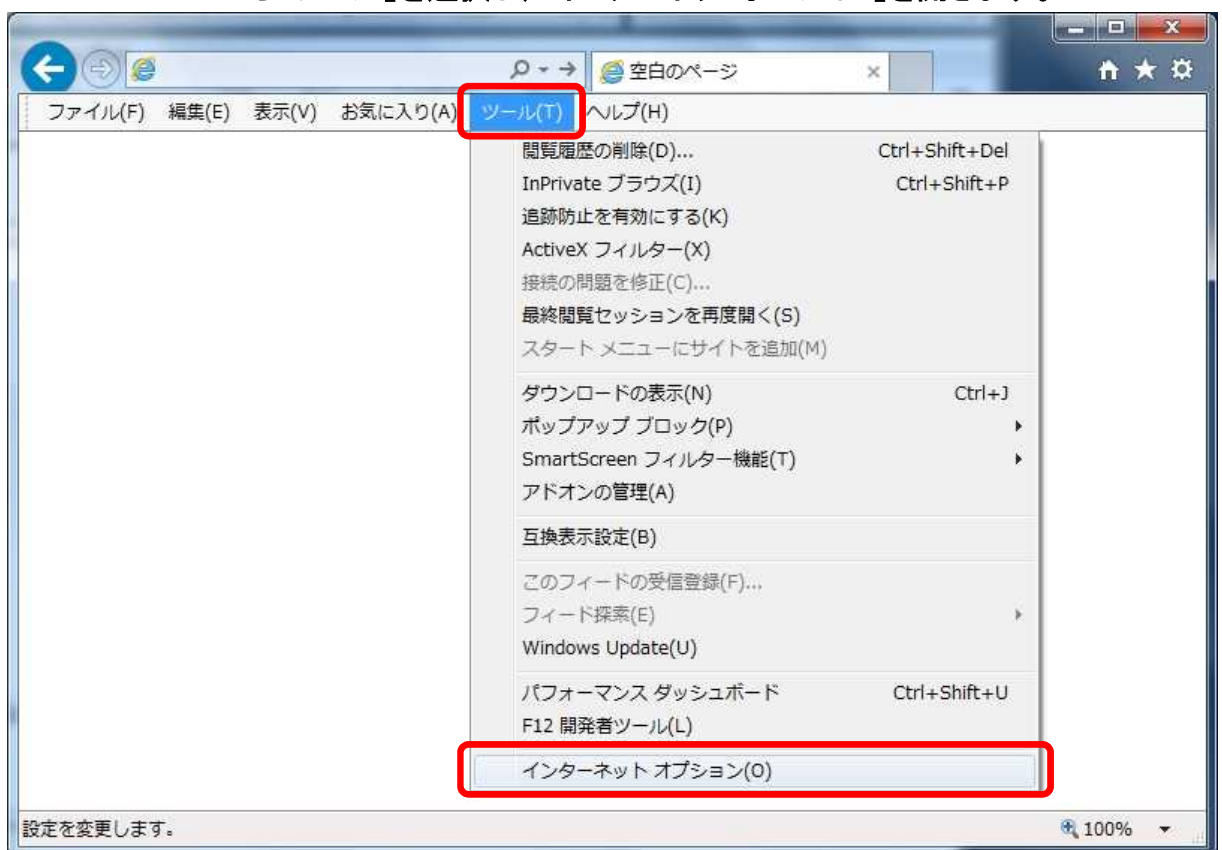 空白のページ
ファイル(F) 編集(E) 表示(V) お気に入り(A) ツール(T) ヘルプ(H)
閲覧履歴の削除(D)... Ctrl+Shift+Del
InPrivate ブラウズ(I) Ctrl+Shift+P
追跡防止を有効にする(K)
ActiveX フィルター(X)
接続の問題を修正(C)...
最終閲覧セッションを再度開く(S)
スタート メニューにサイトを追加(M)
ダウンロードの表示(N) Ctrl+J
ポップアップ ブロック(P)
SmartScreen フィルター機能(T)
アドオンの管理(A)
互換表示設定(B)
このフィードの受信登録(F)...
フィード探索(E)
Windows Update(U)
パフォーマンス ダッシュボード Ctrl+Shift+U
F12 開発者ツール(L)
インターネット オプション(O)
設定を変更します。 100%